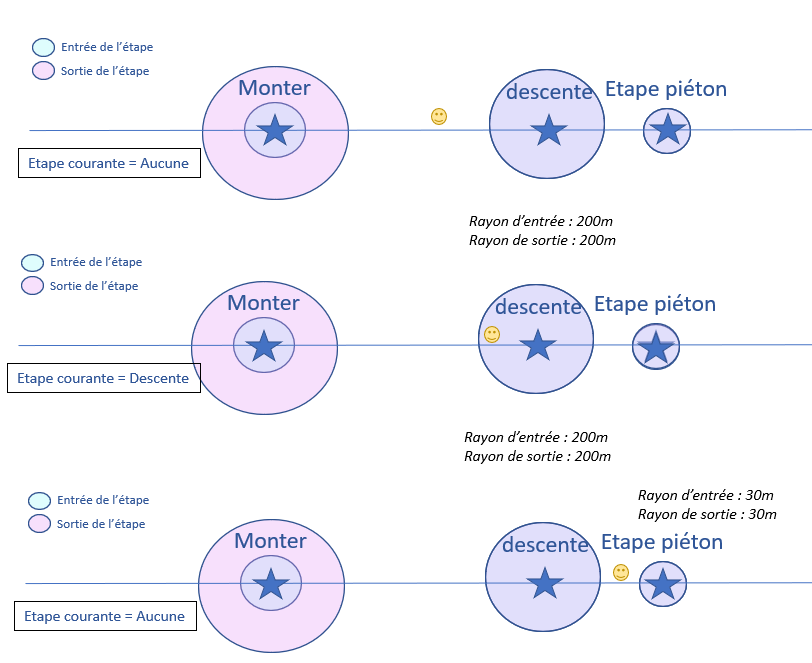 Entrée de l'étape
Sortie de l'étape
Monter
descente
Etape piéton
Etape courante = Aucune
Rayon d'entrée : 200m
Rayon de sortie : 200m
Entrée de l'étape
Sortie de l'étape
Monter
descente
Etape piéton
Etape courante = Descente
Rayon d'entrée : 200m
Rayon de sortie : 200m
Entrée de l'étape
Sortie de l'étape
Rayon d'entrée : 30m
Rayon de sortie : 30m
Monter
descente
Etape piéton
Etape courante = Aucune